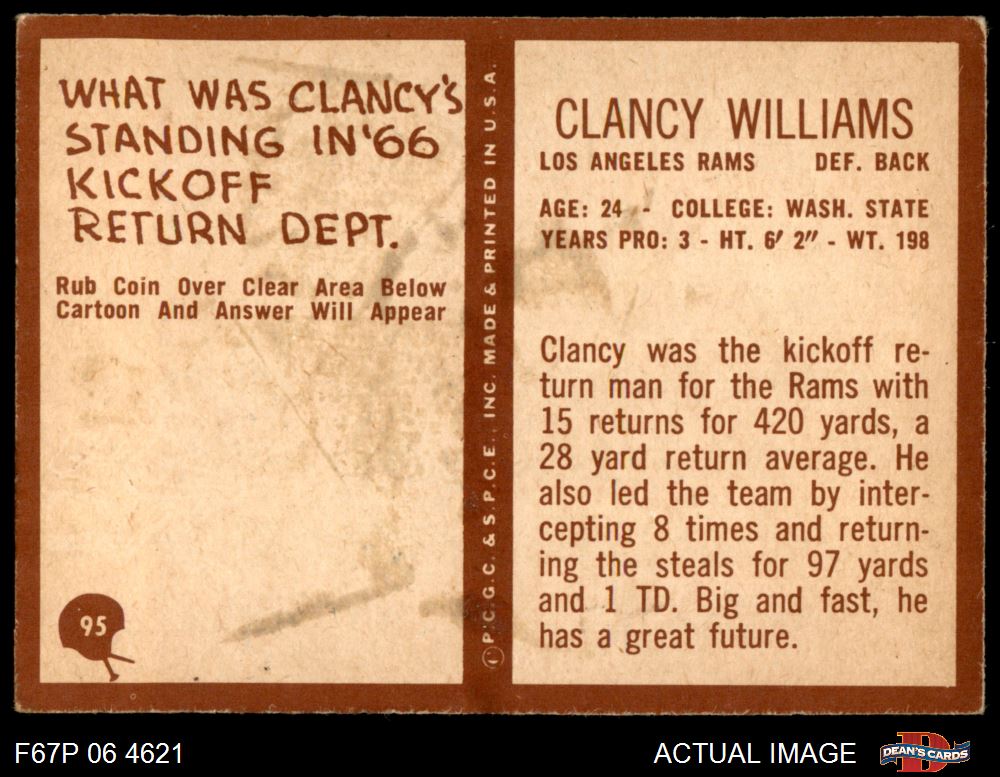 WHAT WAS CLANCY'S
STANDING IN '66
KICKOFF
RETURN DEPT.
Rub Coin Over Clear Area Below
Cartoon And Answer Will Appear
95
© P.C.G.C. & S.P.C.E., INC. MADE & PRINTED IN U.S.A.
CLANCY WILLIAMS
LOS ANGELES RAMS DEF. BACK
AGE: 24 - COLLEGE: WASH. STATE
YEARS PRO: 3 - HT. 6' 2" - WT. 198
Clancy was the kickoff re-
turn man for the Rams with
15 returns for 420 yards, a
28 yard return average. He
also led the team by inter-
cepting 8 times and return-
ing the steals for 97 yards
and 1 TD. Big and fast, he
has a great future.
F67P 06 4621
ACTUAL IMAGE
DEAN'S CARDS